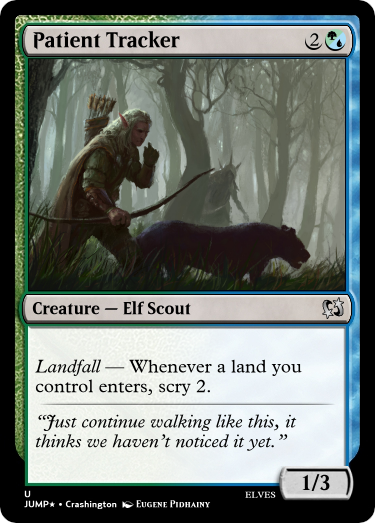 Patient Tracker 2
Creature — Elf Scout
Landfall — Whenever a land you
control enters, scry 2.
“Just continue walking like this, it
thinks we haven’t noticed it yet.”
1/3
U ELVES
JUMP★ • Crashington Eugene Pidhainy